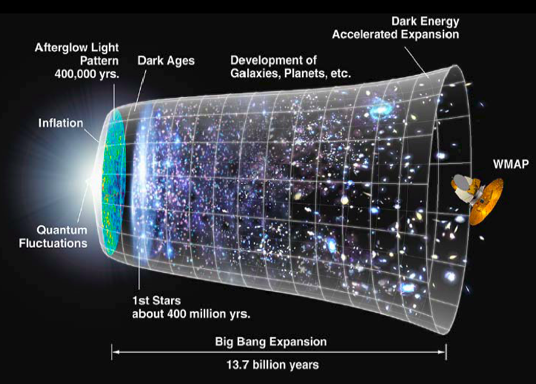 Dark Energy
Accelerated Expansion
Afterglow Light
Pattern
400,000 yrs.
Dark Ages
Development of
Galaxies, Planets, etc.
Inflation
WMAP
Quantum
Fluctuations
1st Stars
about 400 million yrs.
Big Bang Expansion
13.7 billion years